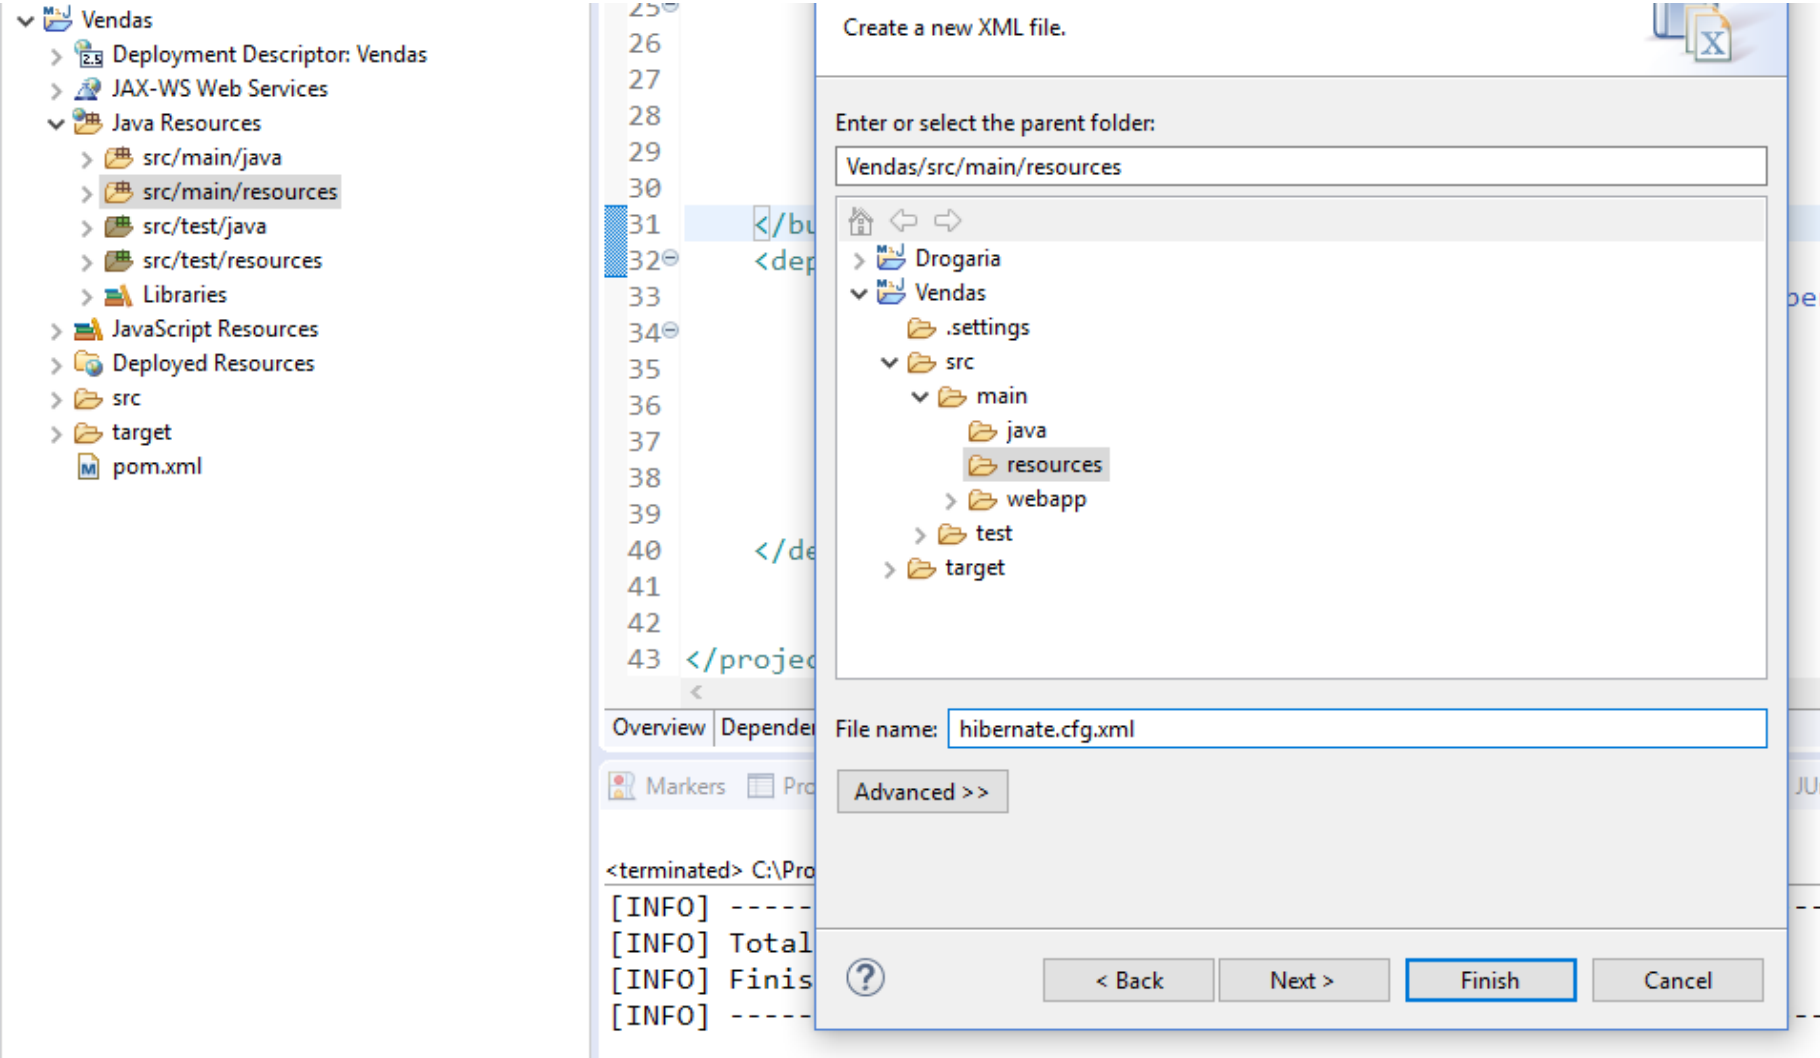 Vendas
Deployment Descriptor: Vendas
JAX-WS Web Services
Java Resources
src/main/java
src/main/resources
src/test/java
src/test/resources
Libraries
JavaScript Resources
Deployed Resources
src
target
pom.xml
25
26
27
28
29
30
31 </bu
32 <dep
33
34
35
36
37
38
39
40 </de
41
42
43 </projec
Overview Depender
Markers Pro
<terminated> C:\Pro
[INFO] -----
[INFO] Total
[INFO] Finis
[INFO] -----
Create a new XML file.
Enter or select the parent folder:
Vendas/src/main/resources
Drogaria
Vendas
.settings
src
main
java
resources
webapp
test
target
File name: hibernate.cfg.xml
Advanced >>
< Back Next > Finish Cancel
JU